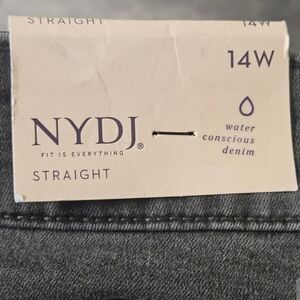 STRAIGHT
14W
14W
NYDJ®
FIT IS EVERYTHING
STRAIGHT
water
conscious
denim